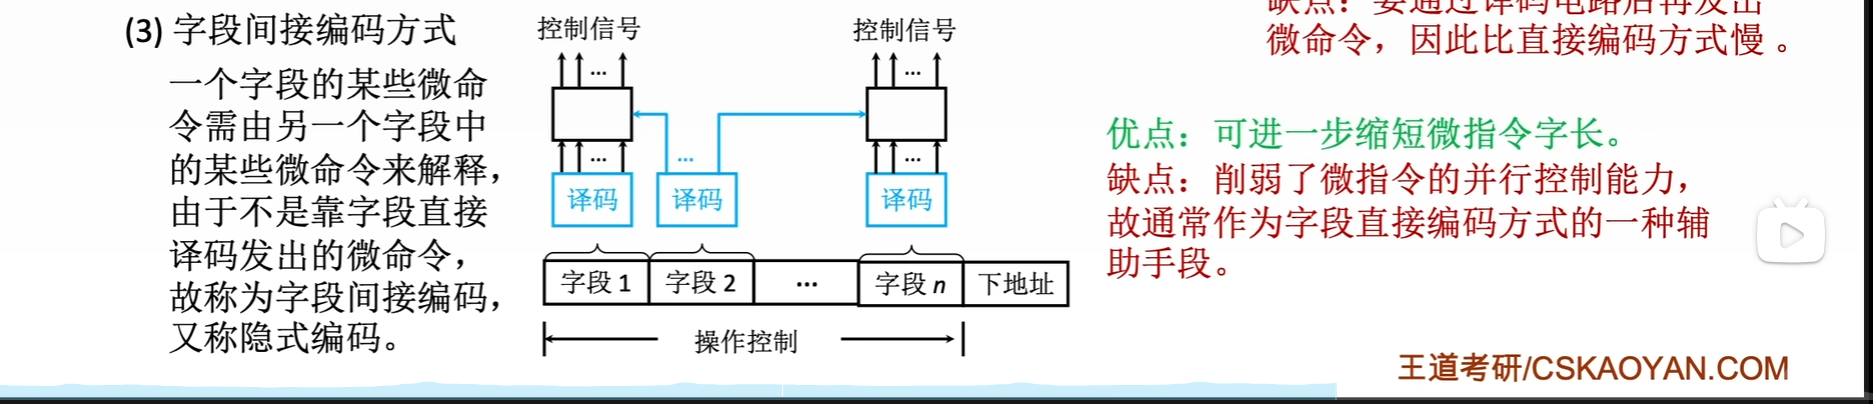 (3) 字段间接编码方式
一个字段的某些微命
令需由另一个字段中
的某些微命令来解释，
由于不是靠字段直接
译码发出的微命令，
故称为字段间接编码，
又称隐式编码。
控制信号
控制信号
...
...
...
...
...
译码
译码
译码
字段 1
字段 2
...
字段 n
下地址
操作控制
缺点：要通过译码电路后再发出
微命令，因此比直接编码方式慢 。
优点：可进一步缩短微指令字长。
缺点：削弱了微指令的并行控制能力，
故通常作为字段直接编码方式的一种辅
助手段。
王道考研/CSKAOYAN.COM